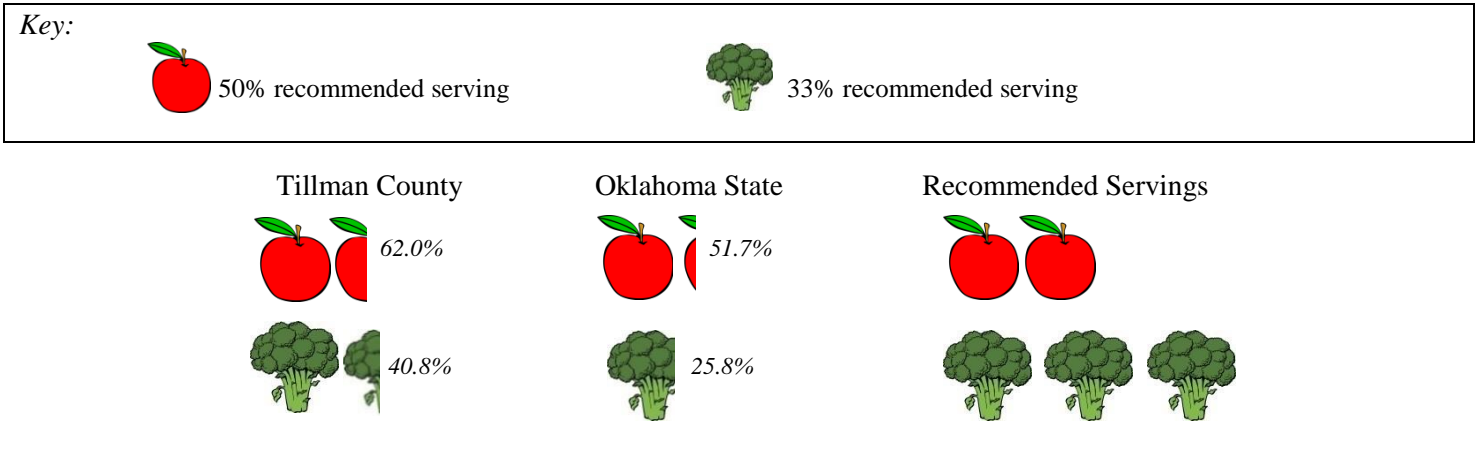 Key:
50% recommended serving 33% recommended serving
Tillman County Oklahoma State Recommended Servings
62.0% 51.7%
40.8% 25.8%